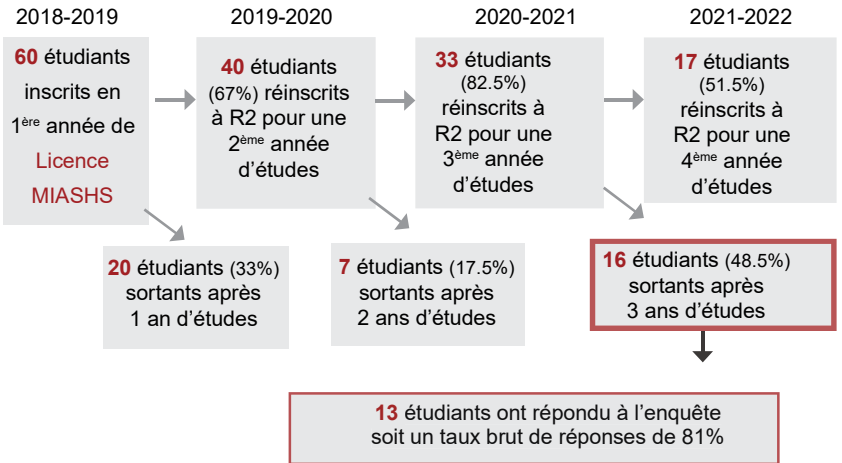 2018-2019
2019-2020
2020-2021
2021-2022
60 étudiants
inscrits en
1ère année de
Licence
MIASHS
40 étudiants
(67%) réinscrits
à R2 pour une
2ème année
d’études
33 étudiants
(82.5%)
réinscrits à
R2 pour une
3ème année
d’études
17 étudiants
(51.5%)
réinscrits à
R2 pour une
4ème année
d’études
20 étudiants (33%)
sortants après
1 an d’études
7 étudiants (17.5%)
sortants après
2 ans d’études
16 étudiants (48.5%)
sortants après
3 ans d’études
13 étudiants ont répondu à l’enquête
soit un taux brut de réponses de 81%